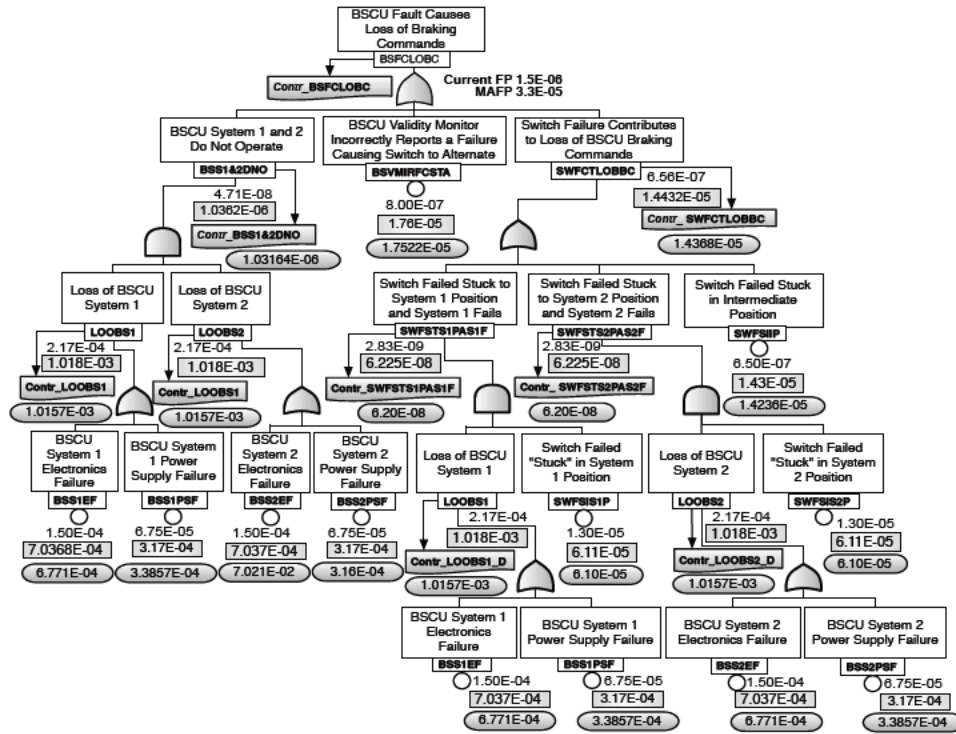 BSCU Fault Causes
Loss of Braking
Commands
BSFCLOBC
Contr_BSFCLOBC
Current FP 1.5E-06
MAFP 3.3E-05
BSCU System 1 and 2
Do Not Operate
BSS1&2DNO
4.71E-08
1.0362E-06
Contr_BSS1&2DNO
1.03164E-06
BSCU Validity Monitor
Incorrectly Reports a Failure
Causing Switch to Alternate
BSVMIRFCSTA
8.00E-07
1.76E-05
1.7522E-05
Switch Failure Contributes
to Loss of BSCU Braking
Commands
SWFCTLOBBC
6.56E-07
1.4432E-05
Contr_ SWFCTLOBBC
1.4368E-05
Loss of BSCU
System 1
LOOBS1
2.17E-04
1.018E-03
Contr_LOOBS1
1.0157E-03
Loss of BSCU
System 2
LOOBS2
2.17E-04
1.018E-03
Contr_LOOBS1
1.0157E-03
Switch Failed Stuck to
System 1 Position
and System 1 Fails
SWFSTS1PAS1F
2.83E-09
6.225E-08
Contr_SWFSTS1PAS1F
6.20E-08
Switch Failed Stuck
to System 2 Position
and System 2 Fails
SWFSTS2PAS2F
2.83E-09
6.225E-08
Contr_ SWFSTS2PAS2F
6.20E-08
Switch Failed Stuck
in Intermediate
Position
SWFSIIP
6.50E-07
1.43E-05
1.4236E-05
BSCU
System 1
Electronics
Failure
BSS1EF
1.50E-04
7.0368E-04
6.771E-04
BSCU System
1 Power
Supply Failure
BSS1PSF
6.75E-05
3.17E-04
3.3857E-04
BSCU
System 2
Electronics
Failure
BSS2EF
1.50E-04
7.037E-04
7.021E-02
BSCU
System 2
Power Supply
Failure
BSS2PSF
6.75E-05
3.17E-04
3.16E-04
Loss of BSCU
System 1
LOOBS1
2.17E-04
1.018E-03
Contr_LOOBS1_D
1.0157E-03
Switch Failed
"Stuck" in System
1 Position
SWFSIS1P
1.30E-05
6.11E-05
6.10E-05
Loss of BSCU
System 2
LOOBS2
2.17E-04
1.018E-03
Contr_LOOBS2_D
1.0157E-03
Switch Failed
"Stuck" in System
2 Position
SWFSIS2P
1.30E-05
6.11E-05
6.10E-05
BSCU System 1
Electronics
Failure
BSS1EF
1.50E-04
7.037E-04
6.771E-04
BSCU System 1
Power Supply Failure
BSS1PSF
6.75E-05
3.17E-04
3.3857E-04
BSCU System 2
Electronics Failure
BSS2EF
1.50E-04
7.037E-04
6.771E-04
BSCU System 2
Power Supply Failure
BSS2PSF
6.75E-05
3.17E-04
3.3857E-04